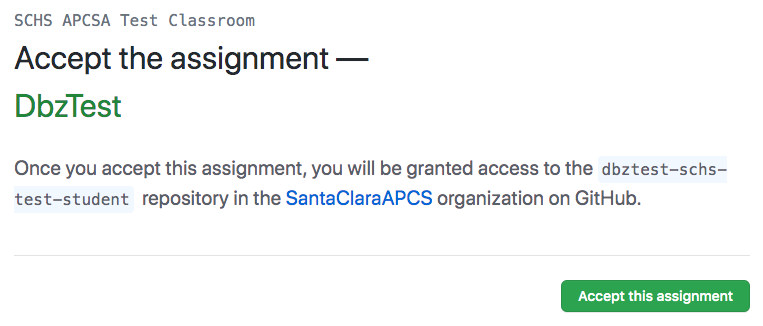 SCHS APCSA Test Classroom
Accept the assignment —
DbzTest
Once you accept this assignment, you will be granted access to the dbztest-schs-
test-student repository in the SantaClaraAPCS organization on GitHub.
Accept this assignment